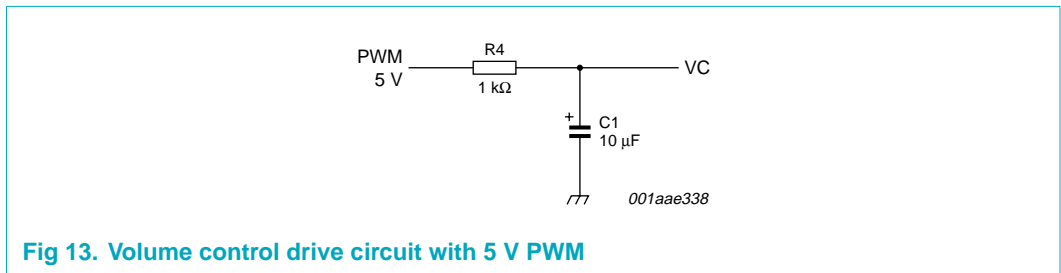 PWM
5 V
R4
1 kΩ
VC
+
C1
10 μF
001aae338
Fig 13. Volume control drive circuit with 5 V PWM